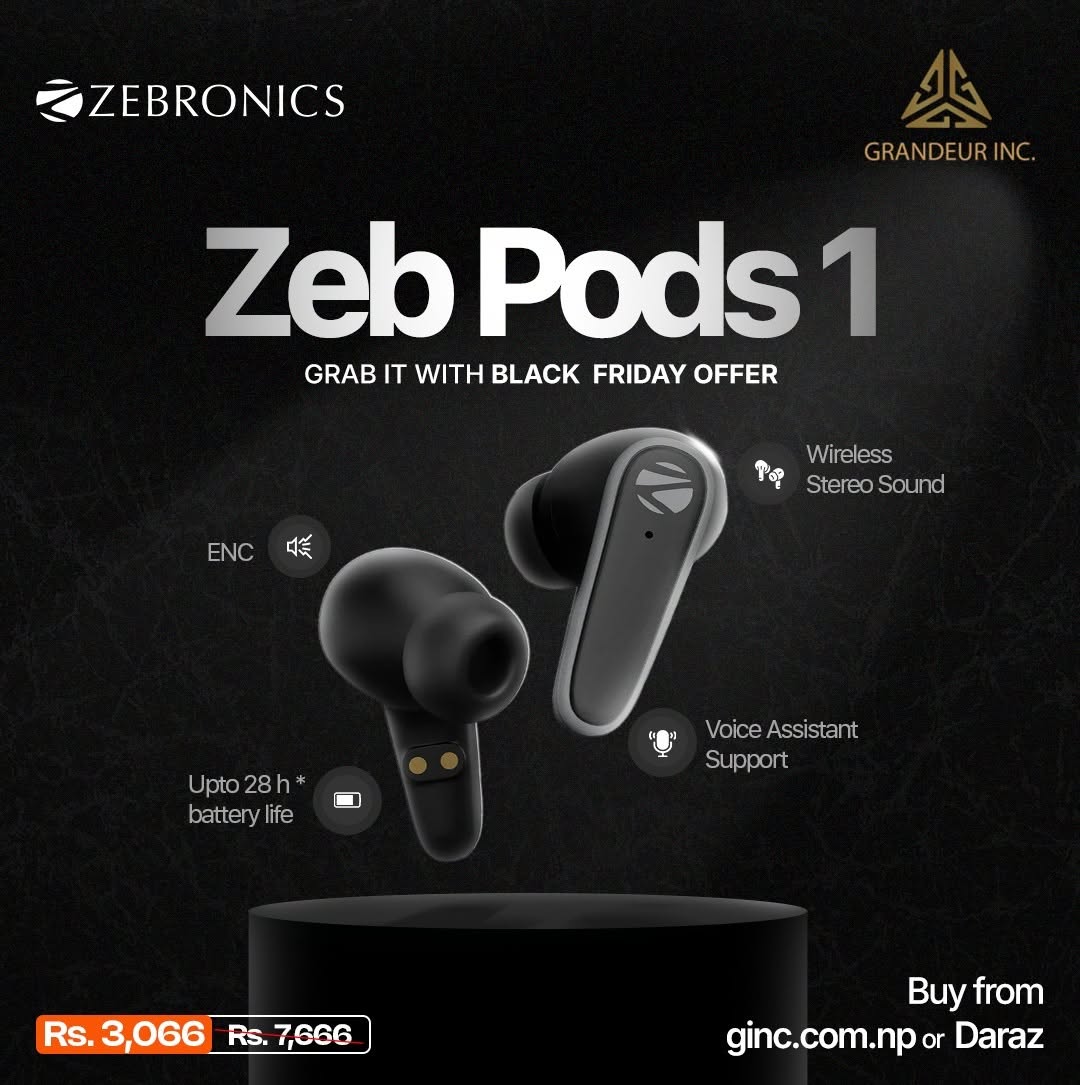 ZEBRONICS
GRANDEUR INC.
Zeb Pods 1
GRAB IT WITH BLACK FRIDAY OFFER
Wireless
Stereo Sound
ENC
Voice Assistant
Support
Upto 28 h *
battery life
Buy from
ginc.com.np or Daraz
Rs. 3,066 Rs. 7,666